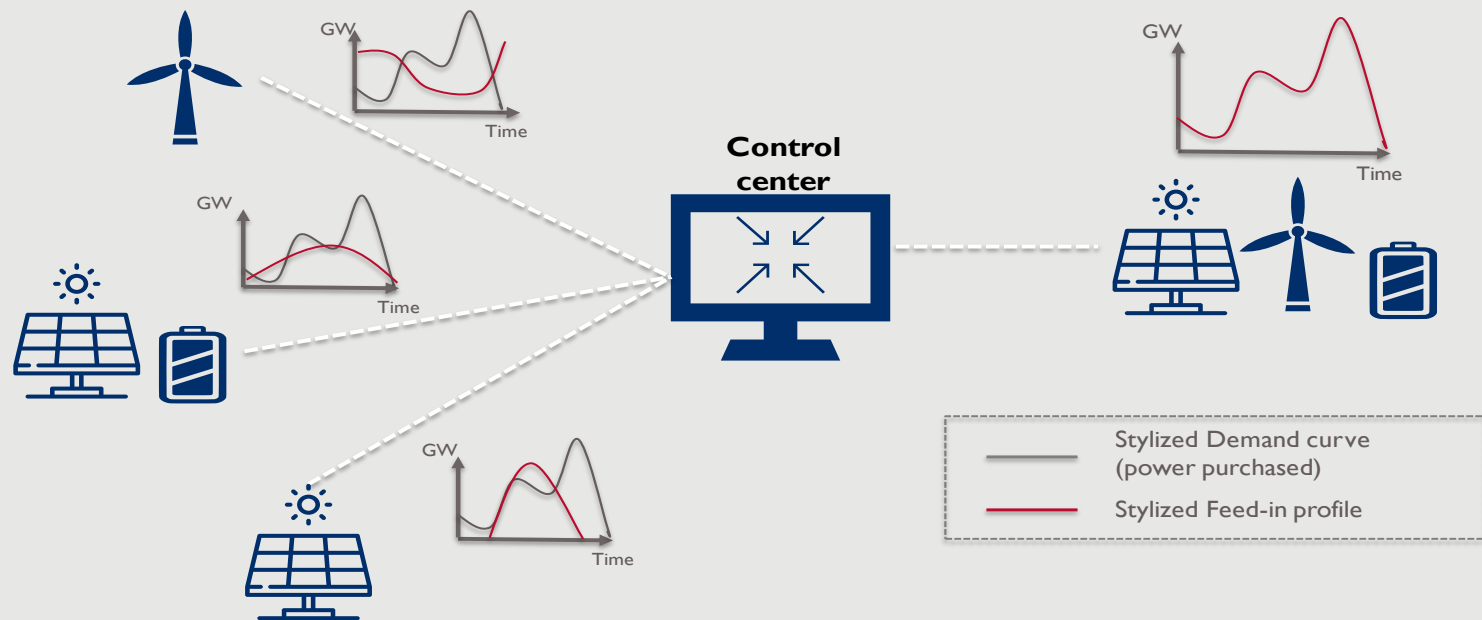 GW
Time
GW
Time
GW
Time
Control
center
GW
Time
Stylized Demand curve
(power purchased)
Stylized Feed-in profile